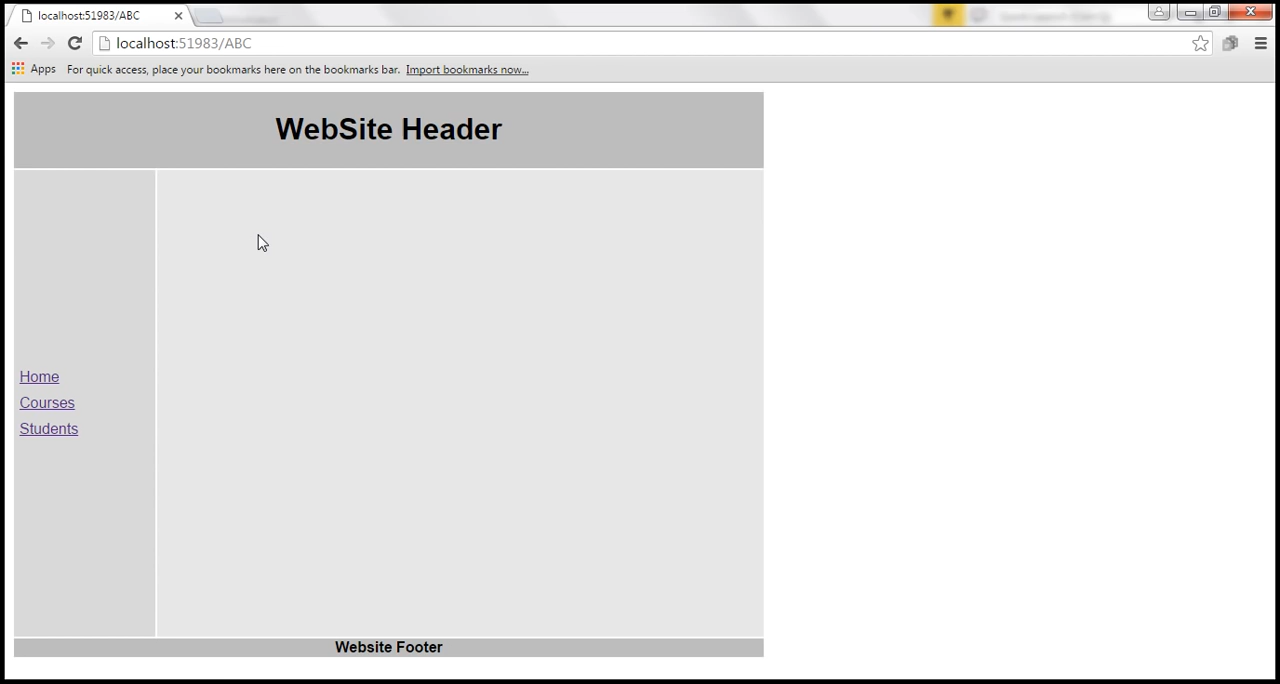 localhost:51983/ABC
localhost:51983/ABC
Apps For quick access, place your bookmarks here on the bookmarks bar. Import bookmarks now...
WebSite Header
Home
Courses
Students
Website Footer